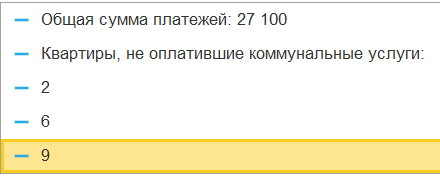 Общая сумма платежей: 27 100
Квартиры, не оплатившие коммунальные услуги:
2
6
9